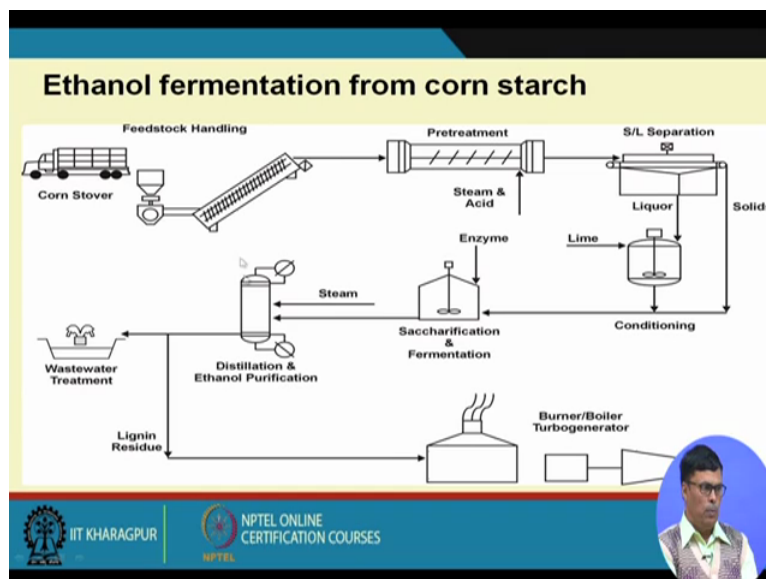 Ethanol fermentation from corn starch
Feedstock Handling
Pretreatment
S/L Separation
Corn Stover
Steam &
Acid
Liquor
Solid
Enzyme
Lime
Steam
Saccharification
&
Fermentation
Conditioning
Wastewater
Treatment
Distillation &
Ethanol Purification
Lignin
Residue
Burner/Boiler
Turbogenerator
IIT KHARAGPUR
NPTEL
NPTEL ONLINE
CERTIFICATION COURSES